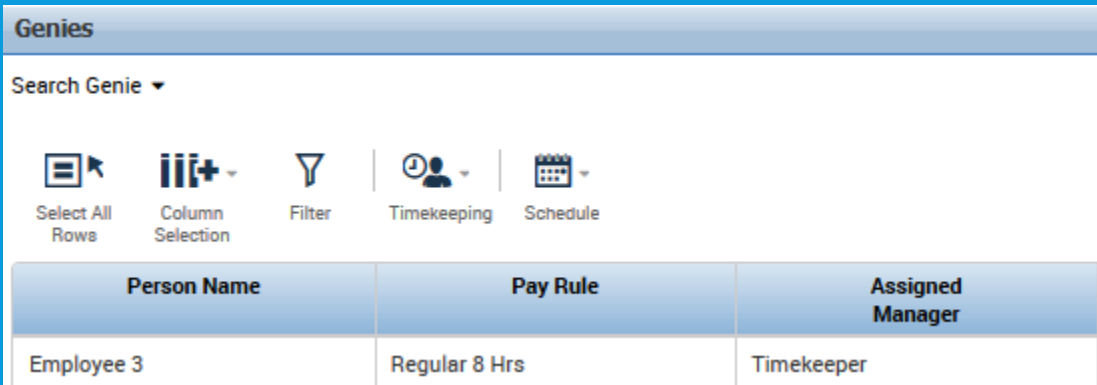 Genies
Search Genie
Select All
Rows
Column
Selection
Filter
Timekeeping
Schedule
Person Name
Pay Rule
Assigned
Manager
Employee 3
Regular 8 Hrs
Timekeeper